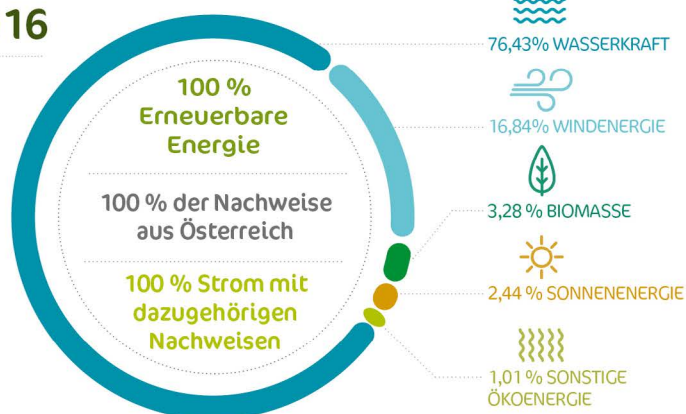 16
100 %
Erneuerbare
Energie
100 % der Nachweise
aus Österreich
100 % Strom mit
dazugehörigen
Nachweisen
76,43% WASSERKRAFT
16,84% WINDENERGIE
3,28 % BIOMASSE
2,44 % SONNENENERGIE
1,01 % SONSTIGE
ÖKOENERGIE